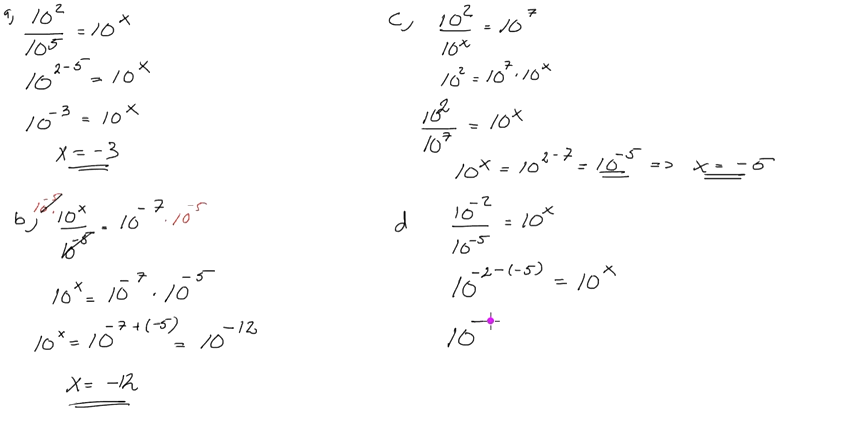 a) 10^2 / 10^5 = 10^x
10^(2-5) = 10^x
10^-3 = 10^x
x = -3
b) 10^-5 · 10^x / 10^-5 = 10^-7 · 10^-5
10^x = 10^-7 · 10^-5
10^x = 10^(-7+(-5)) = 10^-12
x = -12
c) 10^2 / 10^x = 10^7
10^2 = 10^7 · 10^x
10^2 / 10^7 = 10^x
10^x = 10^(2-7) = 10^-5 => x = -5
d 10^-2 / 10^-5 = 10^x
10^(-2-(-5)) = 10^x
10^-